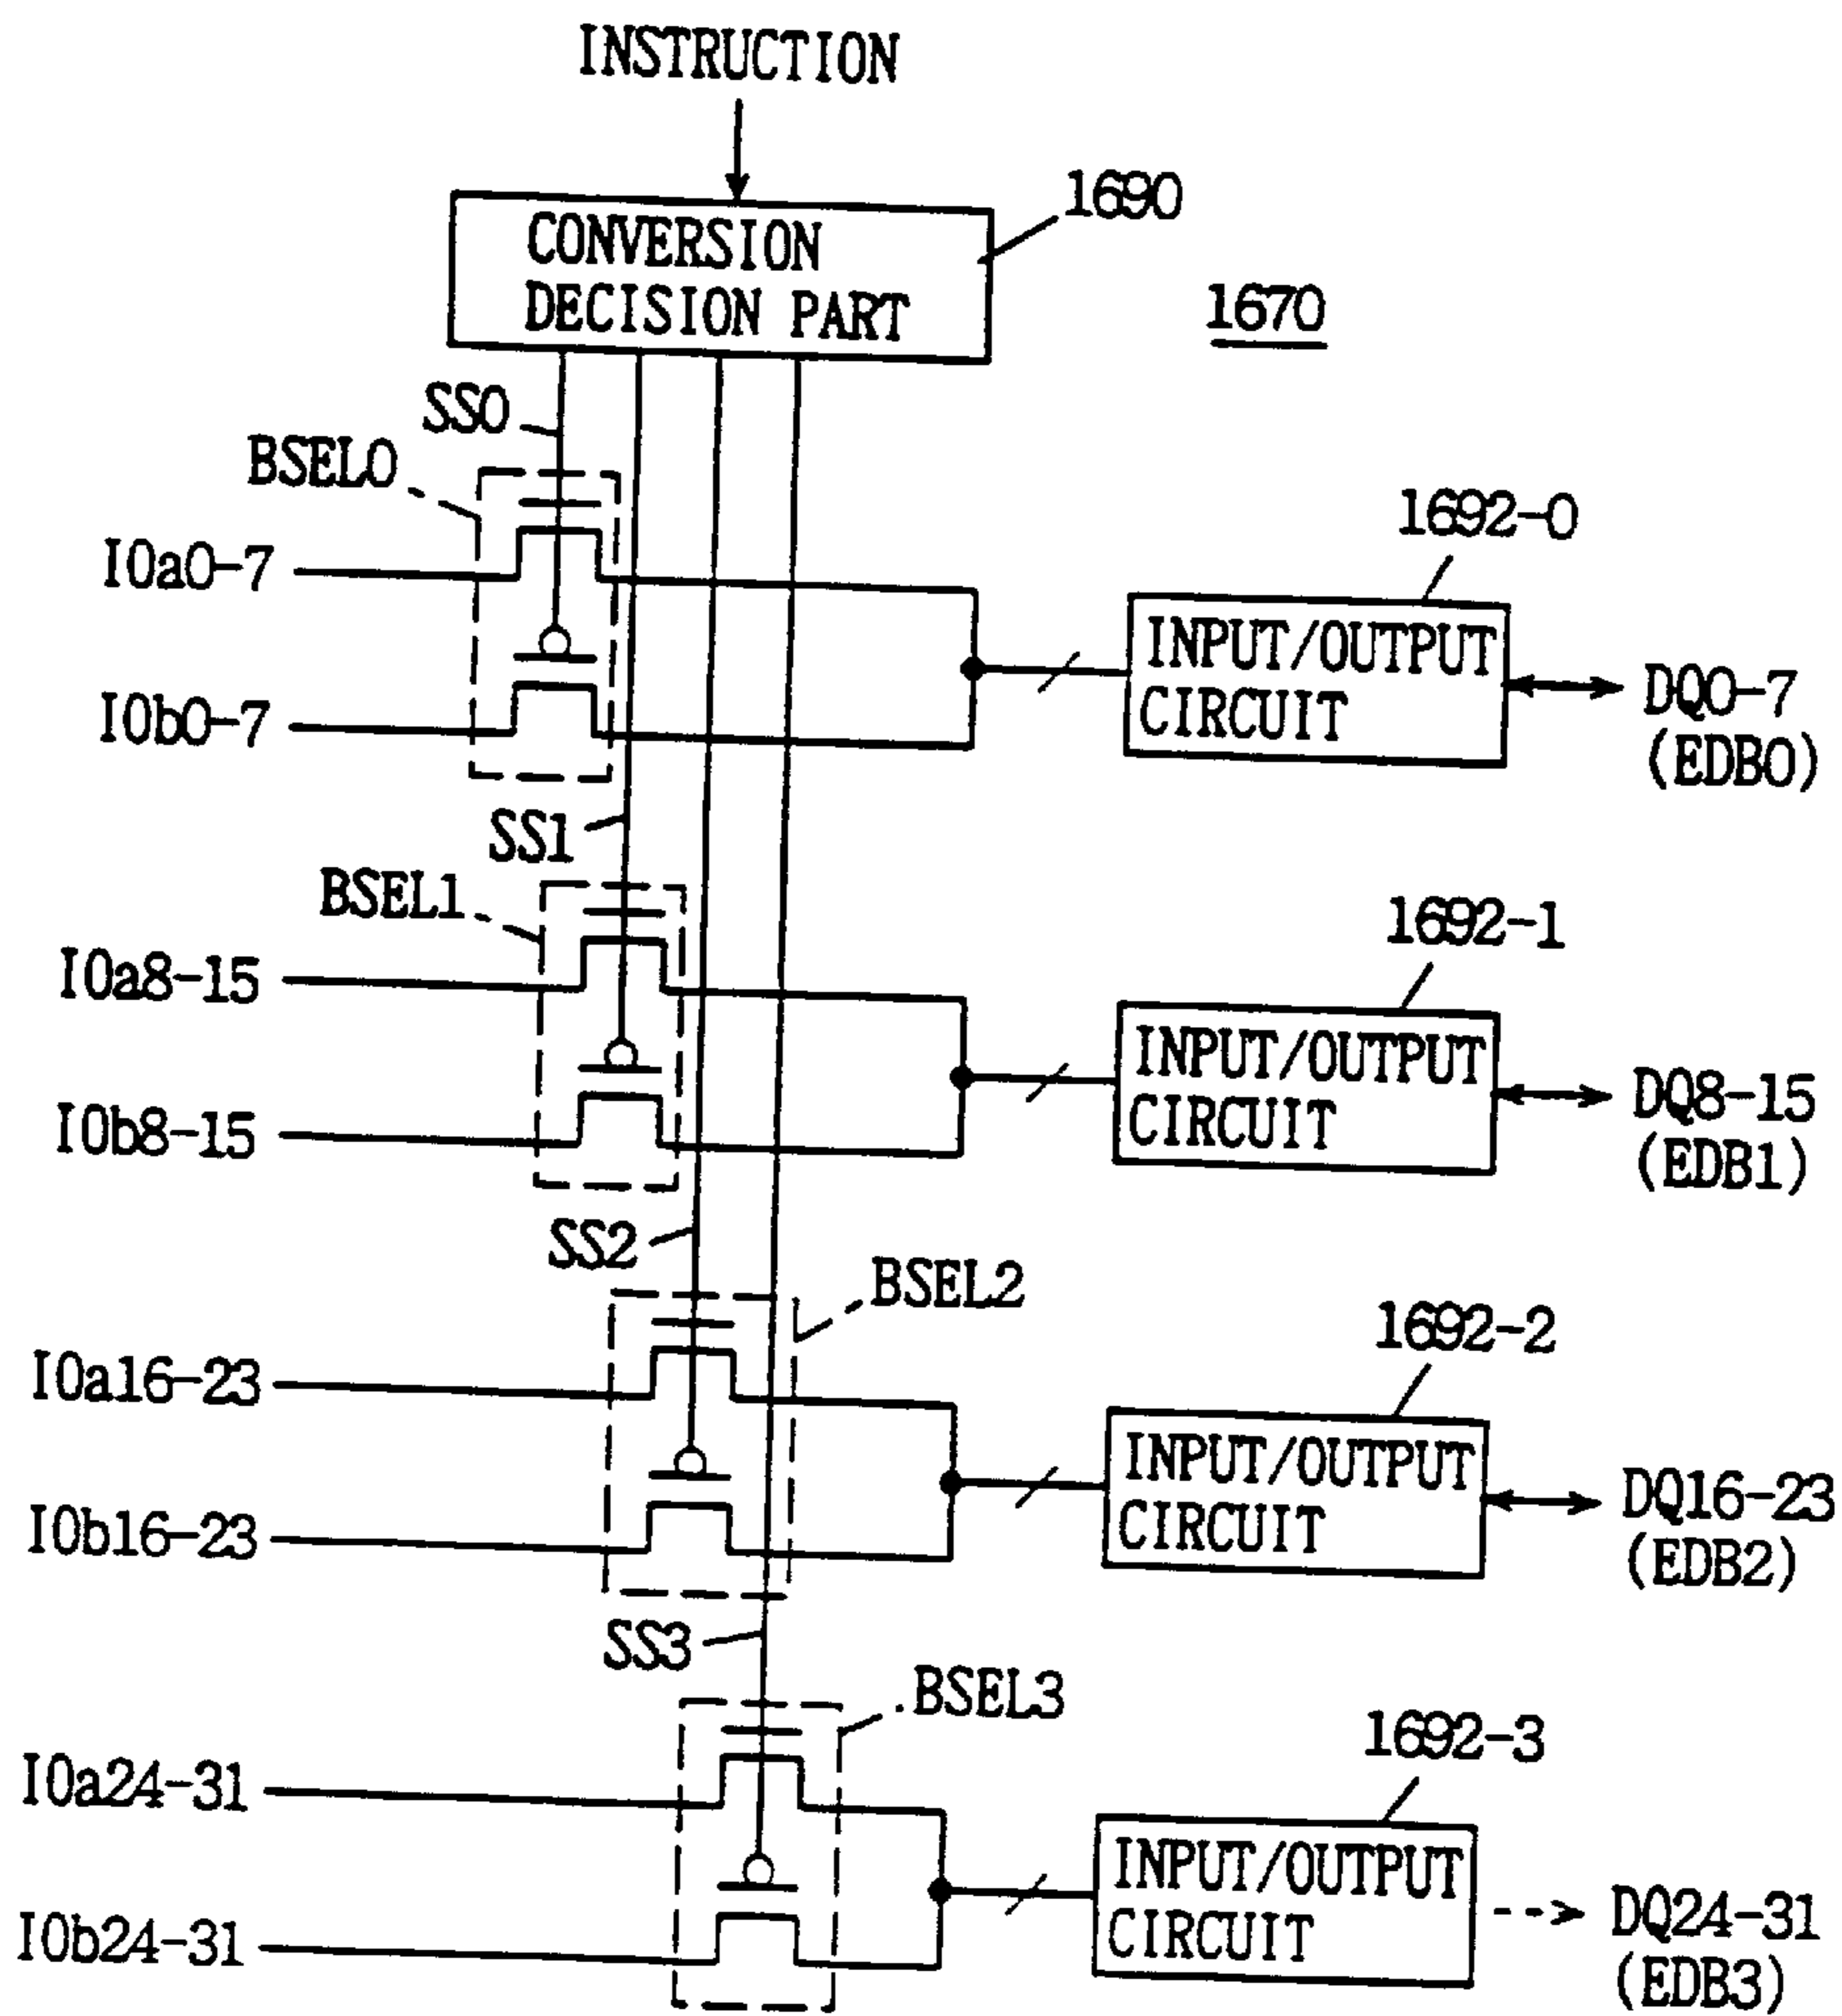 INSTRUCTION
1690
CONVERSION
DECISION PART
1670
SS0
BSEL0
1692-0
IOa0-7
INPUT/OUTPUT
CIRCUIT
DQ0-7
(EDB0)
IOb0-7
SS1
BSEL1
1692-1
IOa8-15
INPUT/OUTPUT
CIRCUIT
DQ8-15
(EDB1)
IOb8-15
SS2
BSEL2
1692-2
IOa16-23
INPUT/OUTPUT
CIRCUIT
DQ16-23
(EDB2)
IOb16-23
SS3
BSEL3
1692-3
IOa24-31
INPUT/OUTPUT
CIRCUIT
DQ24-31
(EDB3)
IOb24-31